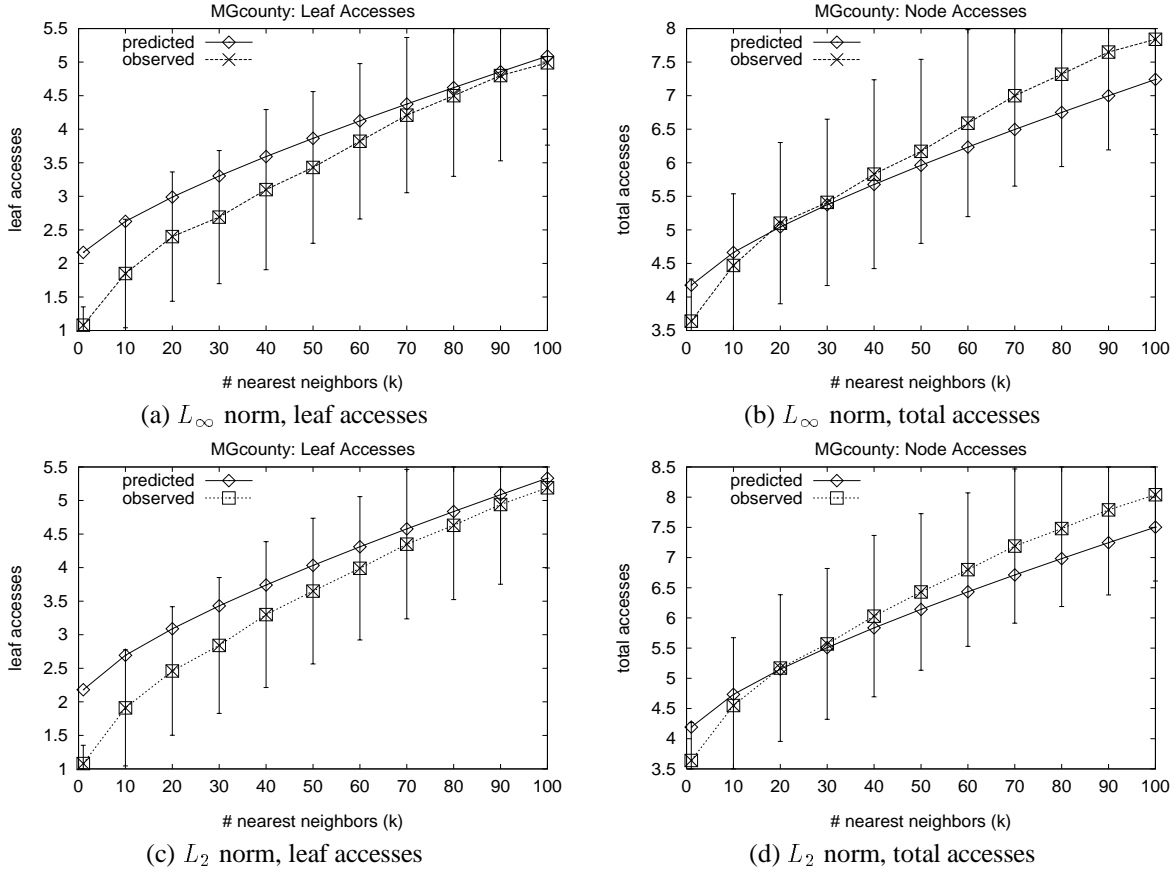 MGcounty: Leaf Accesses
predicted
observed
5.5
5
4.5
4
3.5
3
2.5
2
1.5
1
leaf accesses
0 10 20 30 40 50 60 70 80 90 100
# nearest neighbors (k)
(a) L∞ norm, leaf accesses
MGcounty: Node Accesses
predicted
observed
8
7.5
7
6.5
6
5.5
5
4.5
4
3.5
total accesses
0 10 20 30 40 50 60 70 80 90 100
# nearest neighbors (k)
(b) L∞ norm, total accesses
MGcounty: Leaf Accesses
predicted
observed
5.5
5
4.5
4
3.5
3
2.5
2
1.5
1
leaf accesses
0 10 20 30 40 50 60 70 80 90 100
# nearest neighbors (k)
(c) L2 norm, leaf accesses
MGcounty: Node Accesses
predicted
observed
8.5
8
7.5
7
6.5
6
5.5
5
4.5
4
3.5
total accesses
0 10 20 30 40 50 60 70 80 90 100
# nearest neighbors (k)
(d) L2 norm, total accesses